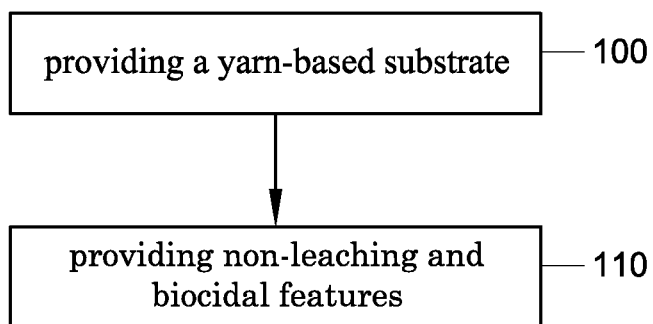 providing a yarn-based substrate
100
providing non-leaching and
biocidal features
110